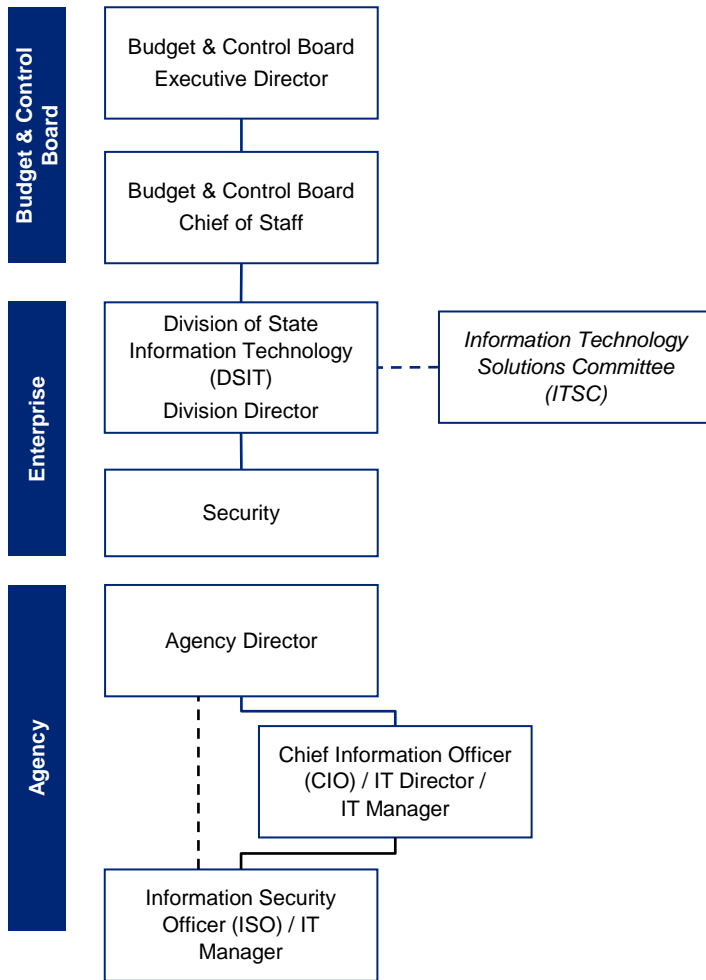 Budget & Control
Board
Budget & Control Board
Executive Director
Budget & Control Board
Chief of Staff
Enterprise
Division of State
Information Technology
(DSIT)
Division Director
Information Technology
Solutions Committee
(ITSC)
Security
Agency
Agency Director
Chief Information Officer
(CIO) / IT Director /
IT Manager
Information Security
Officer (ISO) / IT
Manager